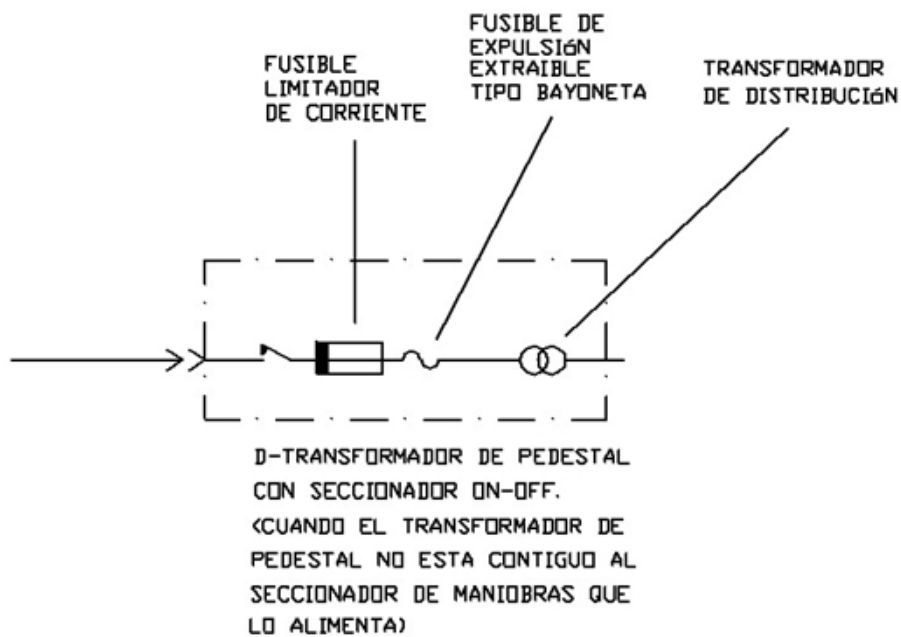 FUSIBLE
LIMITADOR
DE CORRIENTE
FUSIBLE DE
EXPULSIóN
EXTRAIBLE
TIPO BAYONETA
TRANSFORMADOR
DE DISTRIBUCIóN
D-TRANSFORMADOR DE PEDESTAL
CON SECCIONADOR ON-OFF.
(CUANDO EL TRANSFORMADOR DE
PEDESTAL NO ESTA CONTIGUO AL
SECCIONADOR DE MANIOBRAS QUE
LO ALIMENTA)